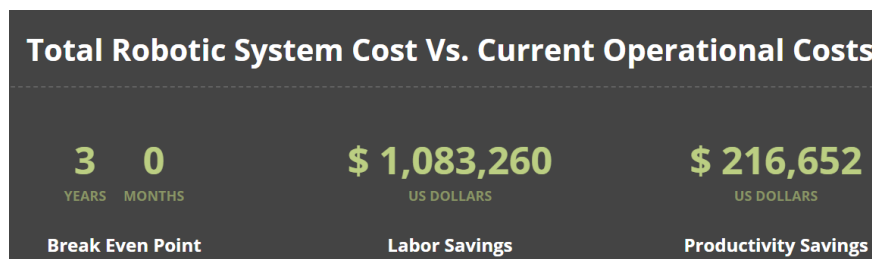 Total Robotic System Cost Vs. Current Operational Costs
3 0 $ 1,083,260 $ 216,652
YEARS MONTHS US DOLLARS US DOLLARS
Break Even Point Labor Savings Productivity Savings